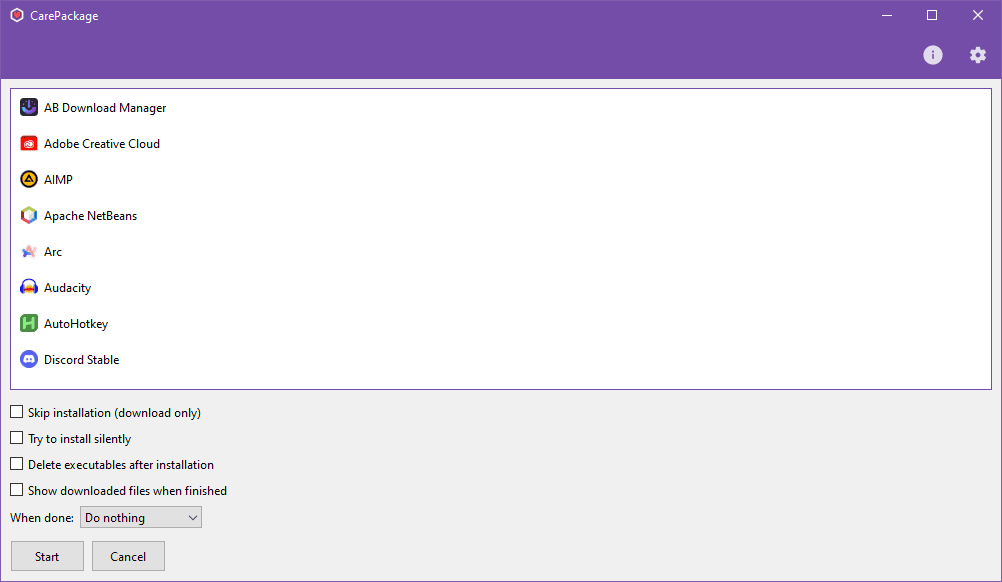 CarePackage
AB Download Manager
Adobe Creative Cloud
AIMP
Apache NetBeans
Arc
Audacity
AutoHotkey
Discord Stable
Skip installation (download only)
Try to install silently
Delete executables after installation
Show downloaded files when finished
When done: Do nothing
Start Cancel